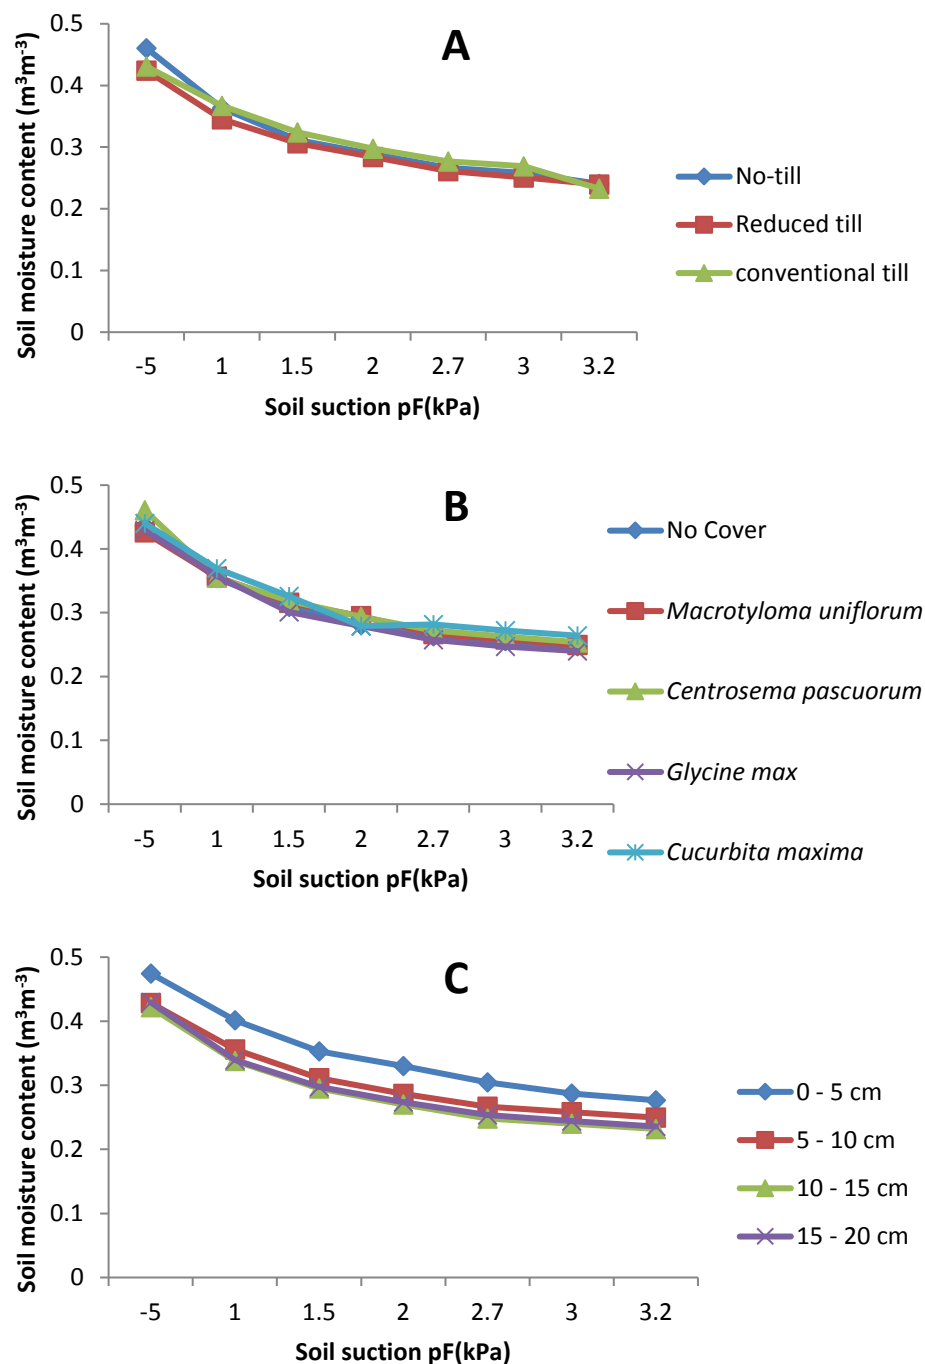 A
Soil moisture content (m³m⁻³)
0.5
0.4
0.3
0.2
0.1
0
-5 1 1.5 2 2.7 3 3.2
Soil suction pF(kPa)
No-till
Reduced till
conventional till
B
Soil moisture content (m³m⁻³)
0.5
0.4
0.3
0.2
0.1
0
-5 1 1.5 2 2.7 3 3.2
Soil suction pF(kPa)
No Cover
Macrotyloma uniflorum
Centrosema pascuorum
Glycine max
Cucurbita maxima
C
Soil moisture content (m³m⁻³)
0.5
0.4
0.3
0.2
0.1
0
-5 1 1.5 2 2.7 3 3.2
Soil suction pF(kPa)
0 - 5 cm
5 - 10 cm
10 - 15 cm
15 - 20 cm